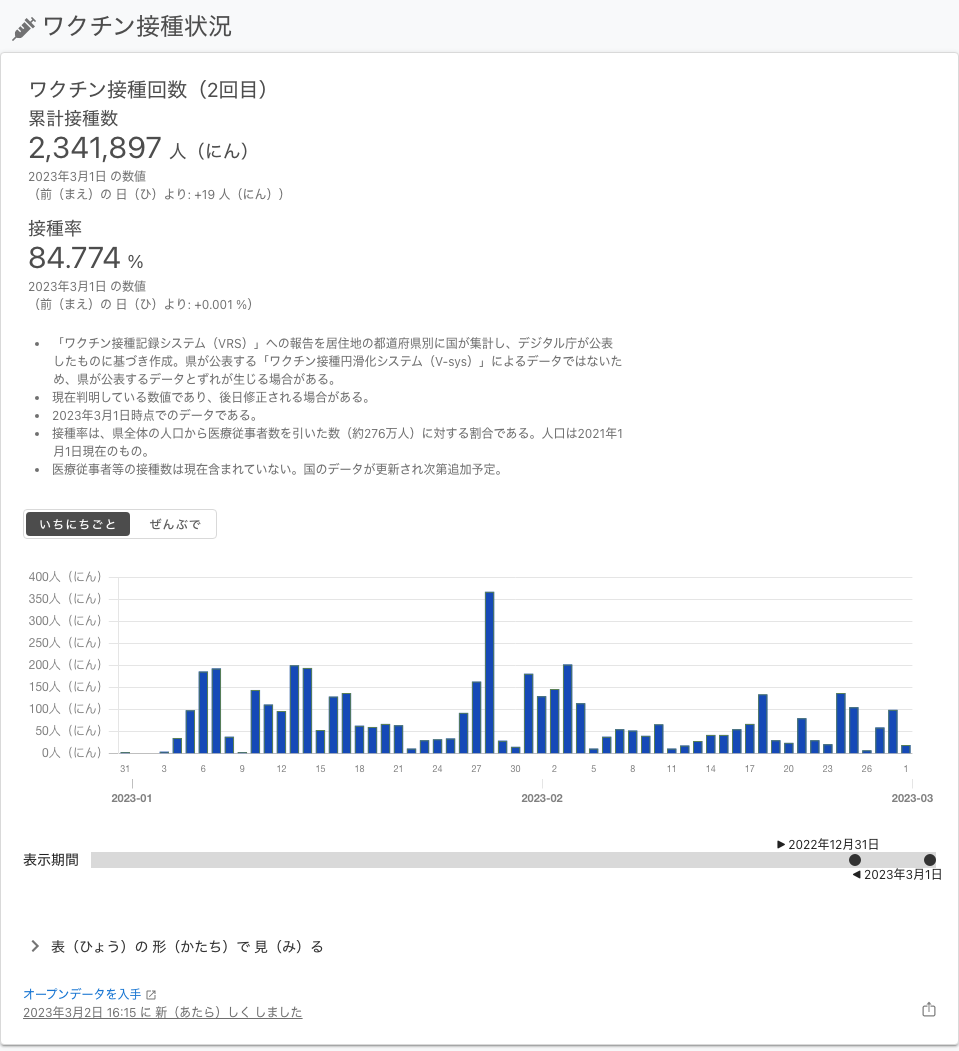 ワクチン接種状況
ワクチン接種回数（2回目）
累計接種数
2,341,897 人（にん）
2023年3月1日 の数値
（前（まえ）の 日（ひ）より: +19 人（にん））
接種率
84.774 %
2023年3月1日 の数値
（前（まえ）の 日（ひ）より: +0.001 %）
「ワクチン接種記録システム（VRS）」への報告を居住地の都道府県別に国が集計し、デジタル庁が公表
したものに基づき作成。県が公表する「ワクチン接種円滑化システム（V-sys）」によるデータではないた
め、県が公表するデータとずれが生じる場合がある。
現在判明している数値であり、後日修正される場合がある。
2023年3月1日時点でのデータである。
接種率は、県全体の人口から医療従事者数を引いた数（約276万人）に対する割合である。人口は2021年1
月1日現在のもの。
医療従事者等の接種数は現在含まれていない。国のデータが更新され次第追加予定。
いちにちごと ぜんぶで
400人（にん）
350人（にん）
300人（にん）
250人（にん）
200人（にん）
150人（にん）
100人（にん）
50人（にん）
0人（にん）
31 3 6 9 12 15 18 21 24 27 30 2 5 8 11 14 17 20 23 26 1
2023-01 2023-02 2023-03
2022年12月31日
表示期間
2023年3月1日
表（ひょう）の 形（かたち）で 見（み）る
オープンデータを入手
2023年3月2日 16:15 に 新（あたら）しく しました